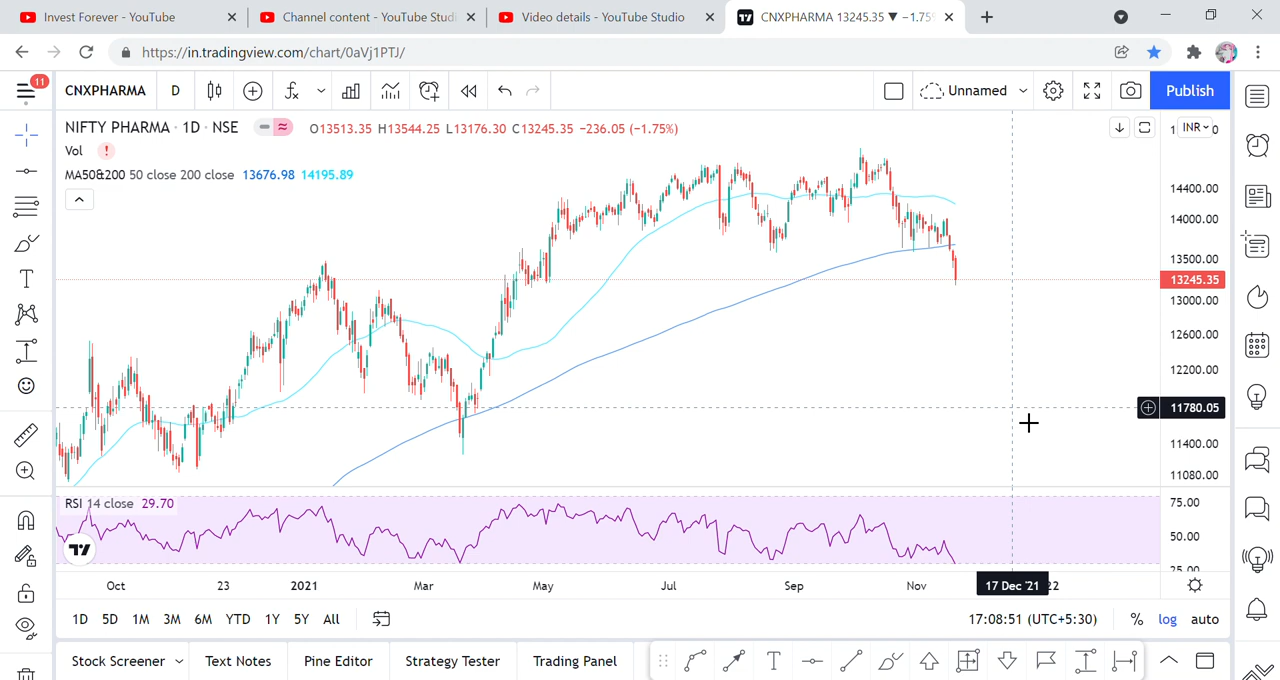 Invest Forever - YouTube
Channel content - YouTube Studi
Video details - YouTube Studio
CNXPHARMA 13245.35 ▼ −1.75
https://in.tradingview.com/chart/0aVj1PTJ/
11
CNXPHARMA
D
Unnamed
Publish
NIFTY PHARMA · 1D · NSE
O13513.35 H13544.25 L13176.30 C13245.35 −236.05 (−1.75%)
INR
Vol
MA50&200 50 close 200 close 13676.98 14195.89
14400.00
14000.00
13500.00
13245.35
13000.00
12600.00
12200.00
11780.05
11400.00
11080.00
RSI 14 close 29.70
75.00
50.00
25.00
Oct
23
2021
Mar
May
Jul
Sep
Nov
17 Dec '21
1D 5D 1M 3M 6M YTD 1Y 5Y All
17:08:51 (UTC+5:30)
% log auto
Stock Screener
Text Notes
Pine Editor
Strategy Tester
Trading Panel